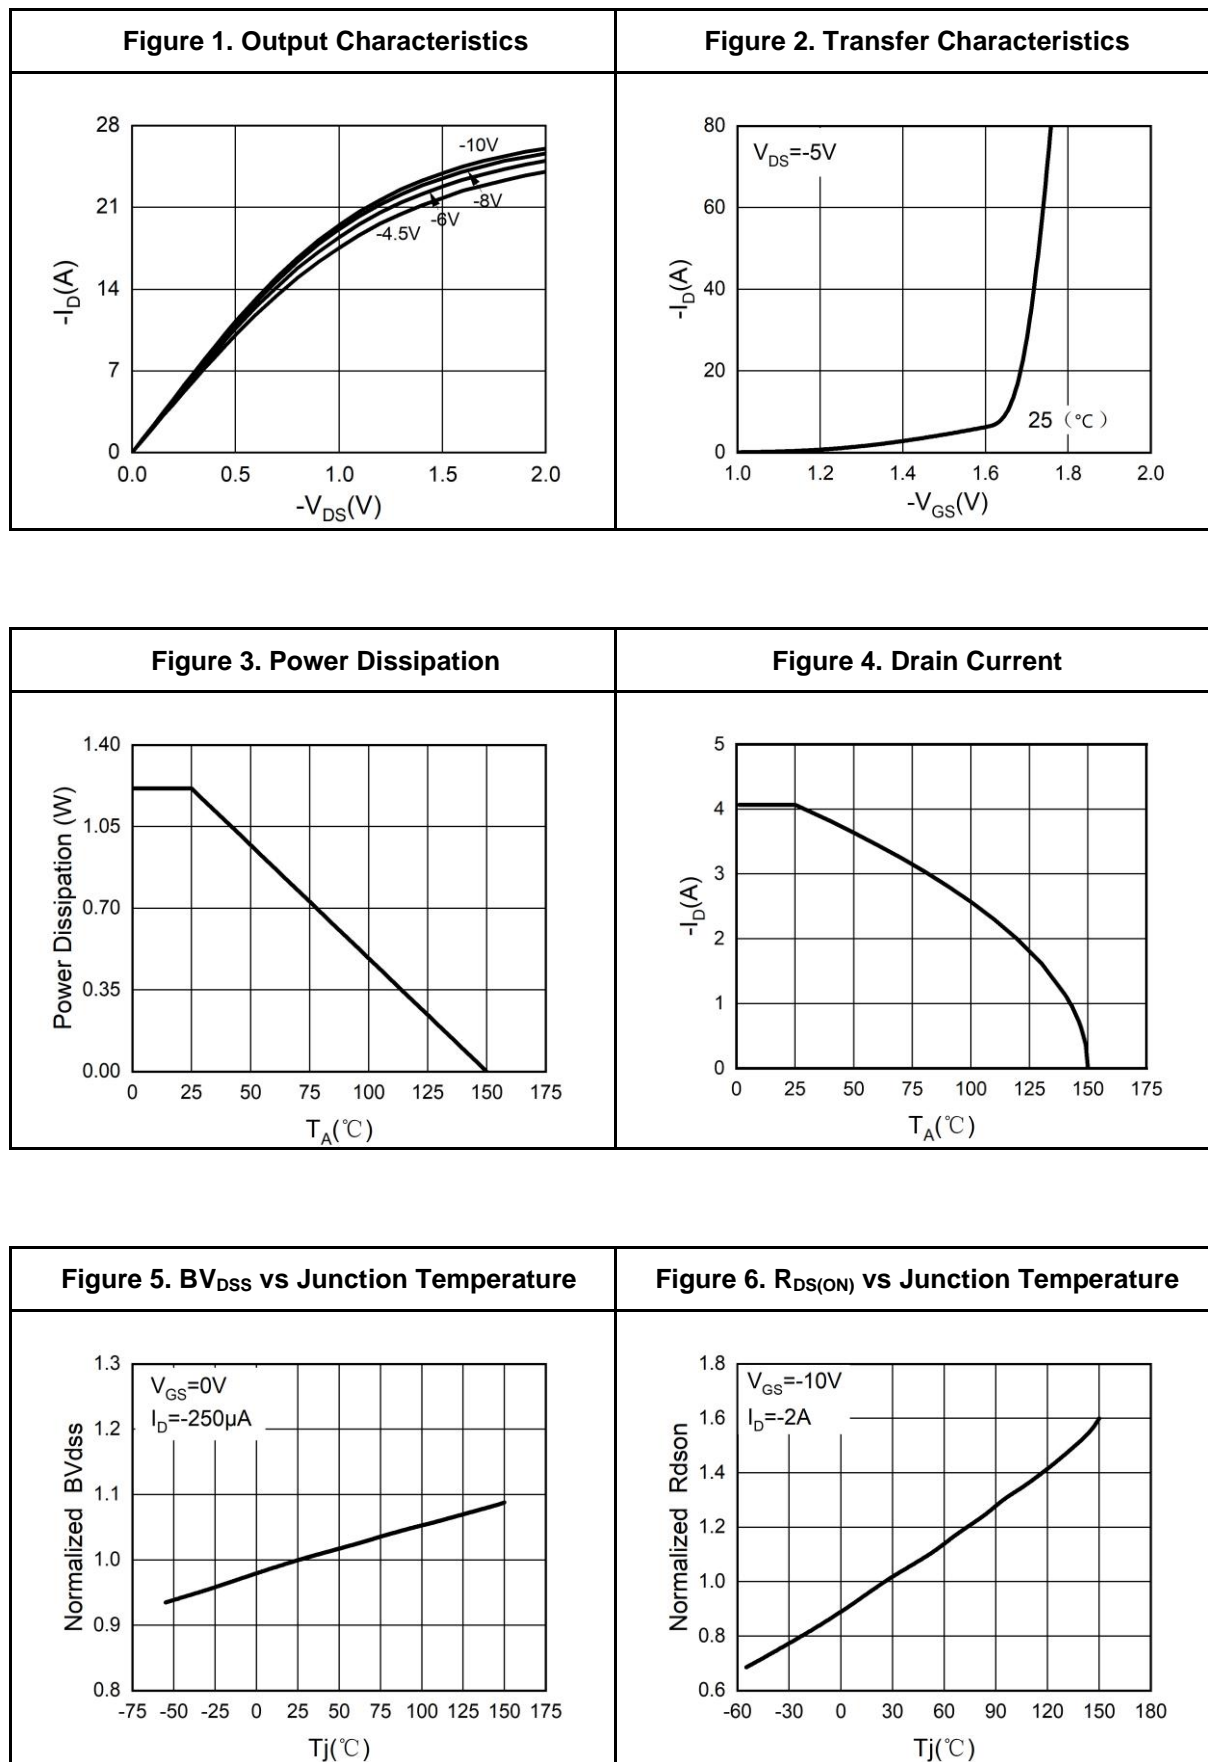 Figure 1. Output Characteristics
Figure 2. Transfer Characteristics
28
21
14
7
0
-I_D(A)
-10V
-8V
-6V
-4.5V
0.0 0.5 1.0 1.5 2.0
-V_DS(V)
80
60
40
20
0
-I_D(A)
V_DS=-5V
25（℃）
1.0 1.2 1.4 1.6 1.8 2.0
-V_GS(V)
Figure 3. Power Dissipation
Figure 4. Drain Current
1.40
1.05
0.70
0.35
0.00
Power Dissipation (W)
0 25 50 75 100 125 150 175
T_A(℃)
5
4
3
2
1
0
-I_D(A)
0 25 50 75 100 125 150 175
T_A(℃)
Figure 5. BV_DSS vs Junction Temperature
Figure 6. R_DS(ON) vs Junction Temperature
1.3
1.2
1.1
1.0
0.9
0.8
Normalized BVdss
V_GS=0V
I_D=-250µA
-75 -50 -25 0 25 50 75 100 125 150 175
Tj(℃)
1.8
1.6
1.4
1.2
1.0
0.8
0.6
Normalized Rdson
V_GS=-10V
I_D=-2A
-60 -30 0 30 60 90 120 150 180
Tj(℃)